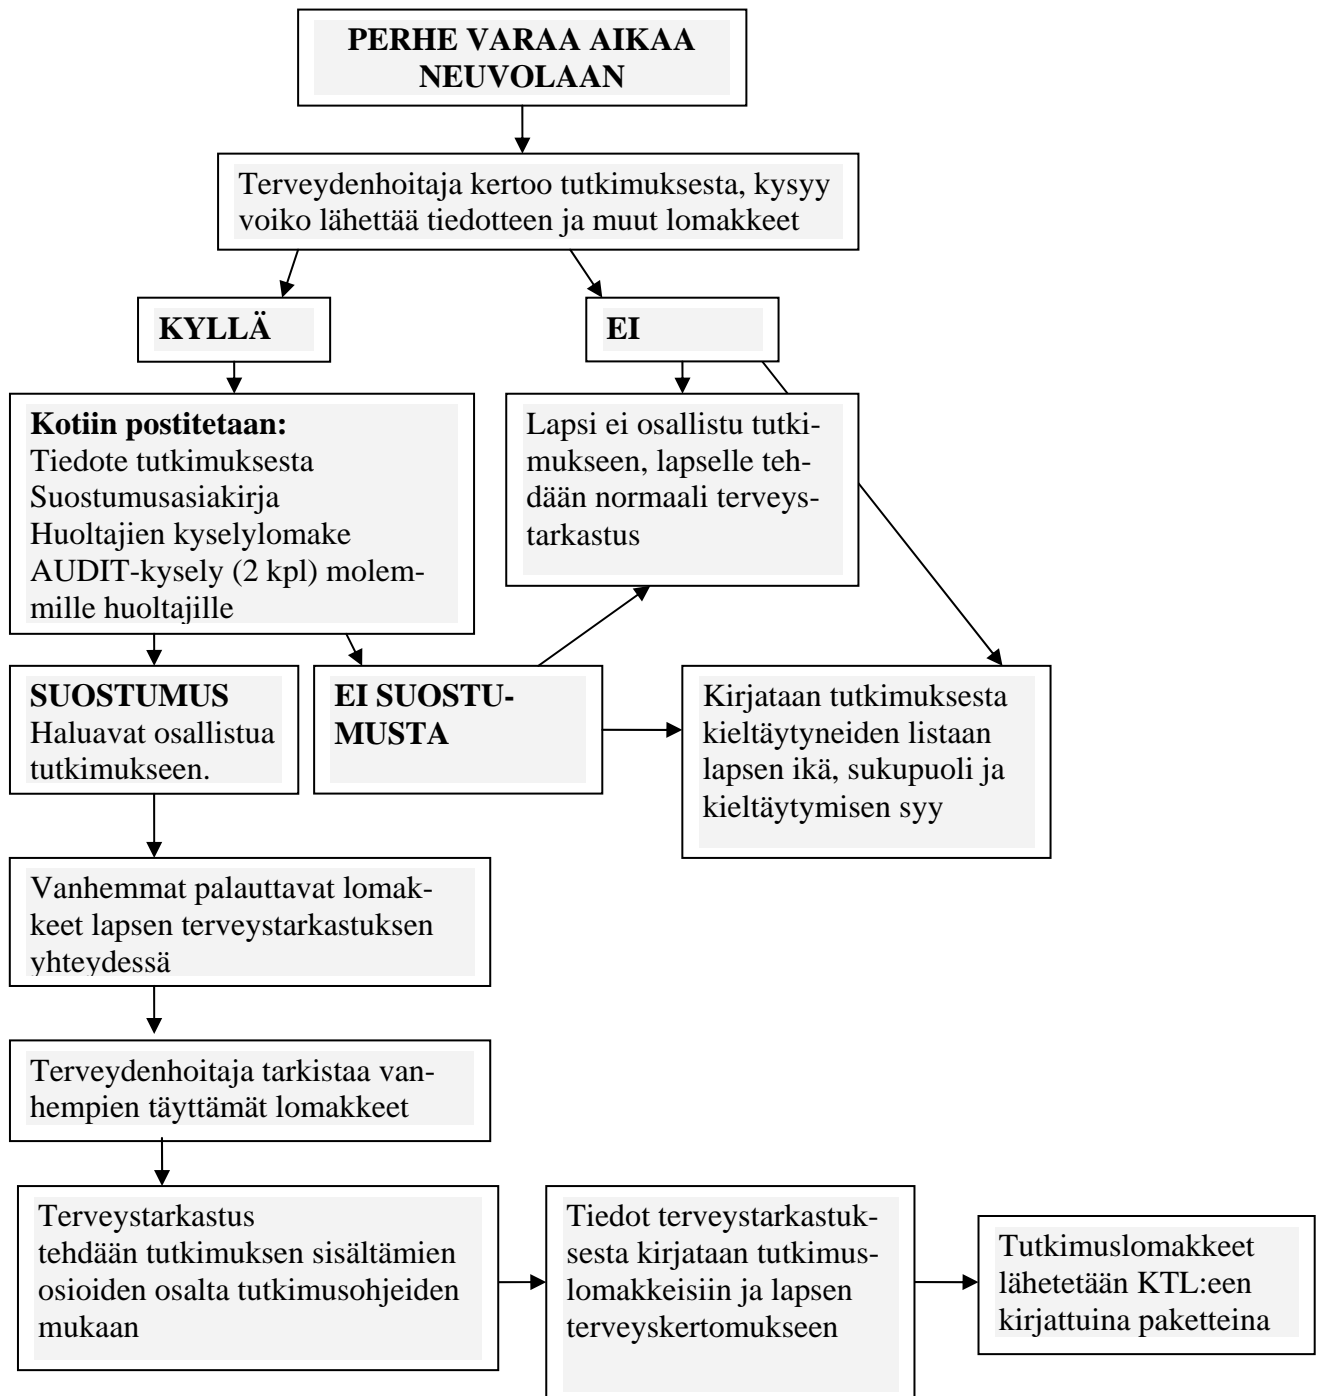 PERHE VARAA AIKAA
NEUVOLAAN
Terveydenhoitaja kertoo tutkimuksesta, kysyy
voiko lähettää tiedotteen ja muut lomakkeet
KYLLÄ
EI
Kotiin postitetaan:
Tiedote tutkimuksesta
Suostumusasiakirja
Huoltajien kyselylomake
AUDIT-kysely (2 kpl) molem-
mille huoltajille
Lapsi ei osallistu tutki-
mukseen, lapselle teh-
dään normaali terveys-
tarkastus
SUOSTUMUS
Haluavat osallistua
tutkimukseen.
EI SUOSTU-
MUSTA
Kirjataan tutkimuksesta
kieltäytyneiden listaan
lapsen ikä, sukupuoli ja
kieltäytymisen syy
Vanhemmat palauttavat lomak-
keet lapsen terveystarkastuksen
yhteydessä
Terveydenhoitaja tarkistaa van-
hempien täyttämät lomakkeet
Terveystarkastus
tehdään tutkimuksen sisältämien
osioiden osalta tutkimusohjeiden
mukaan
Tiedot terveystarkastuk-
sesta kirjataan tutkimus-
lomakkeisiin ja lapsen
terveyskertomukseen
Tutkimuslomakkeet
lähetetään KTL:een
kirjattuina paketteina